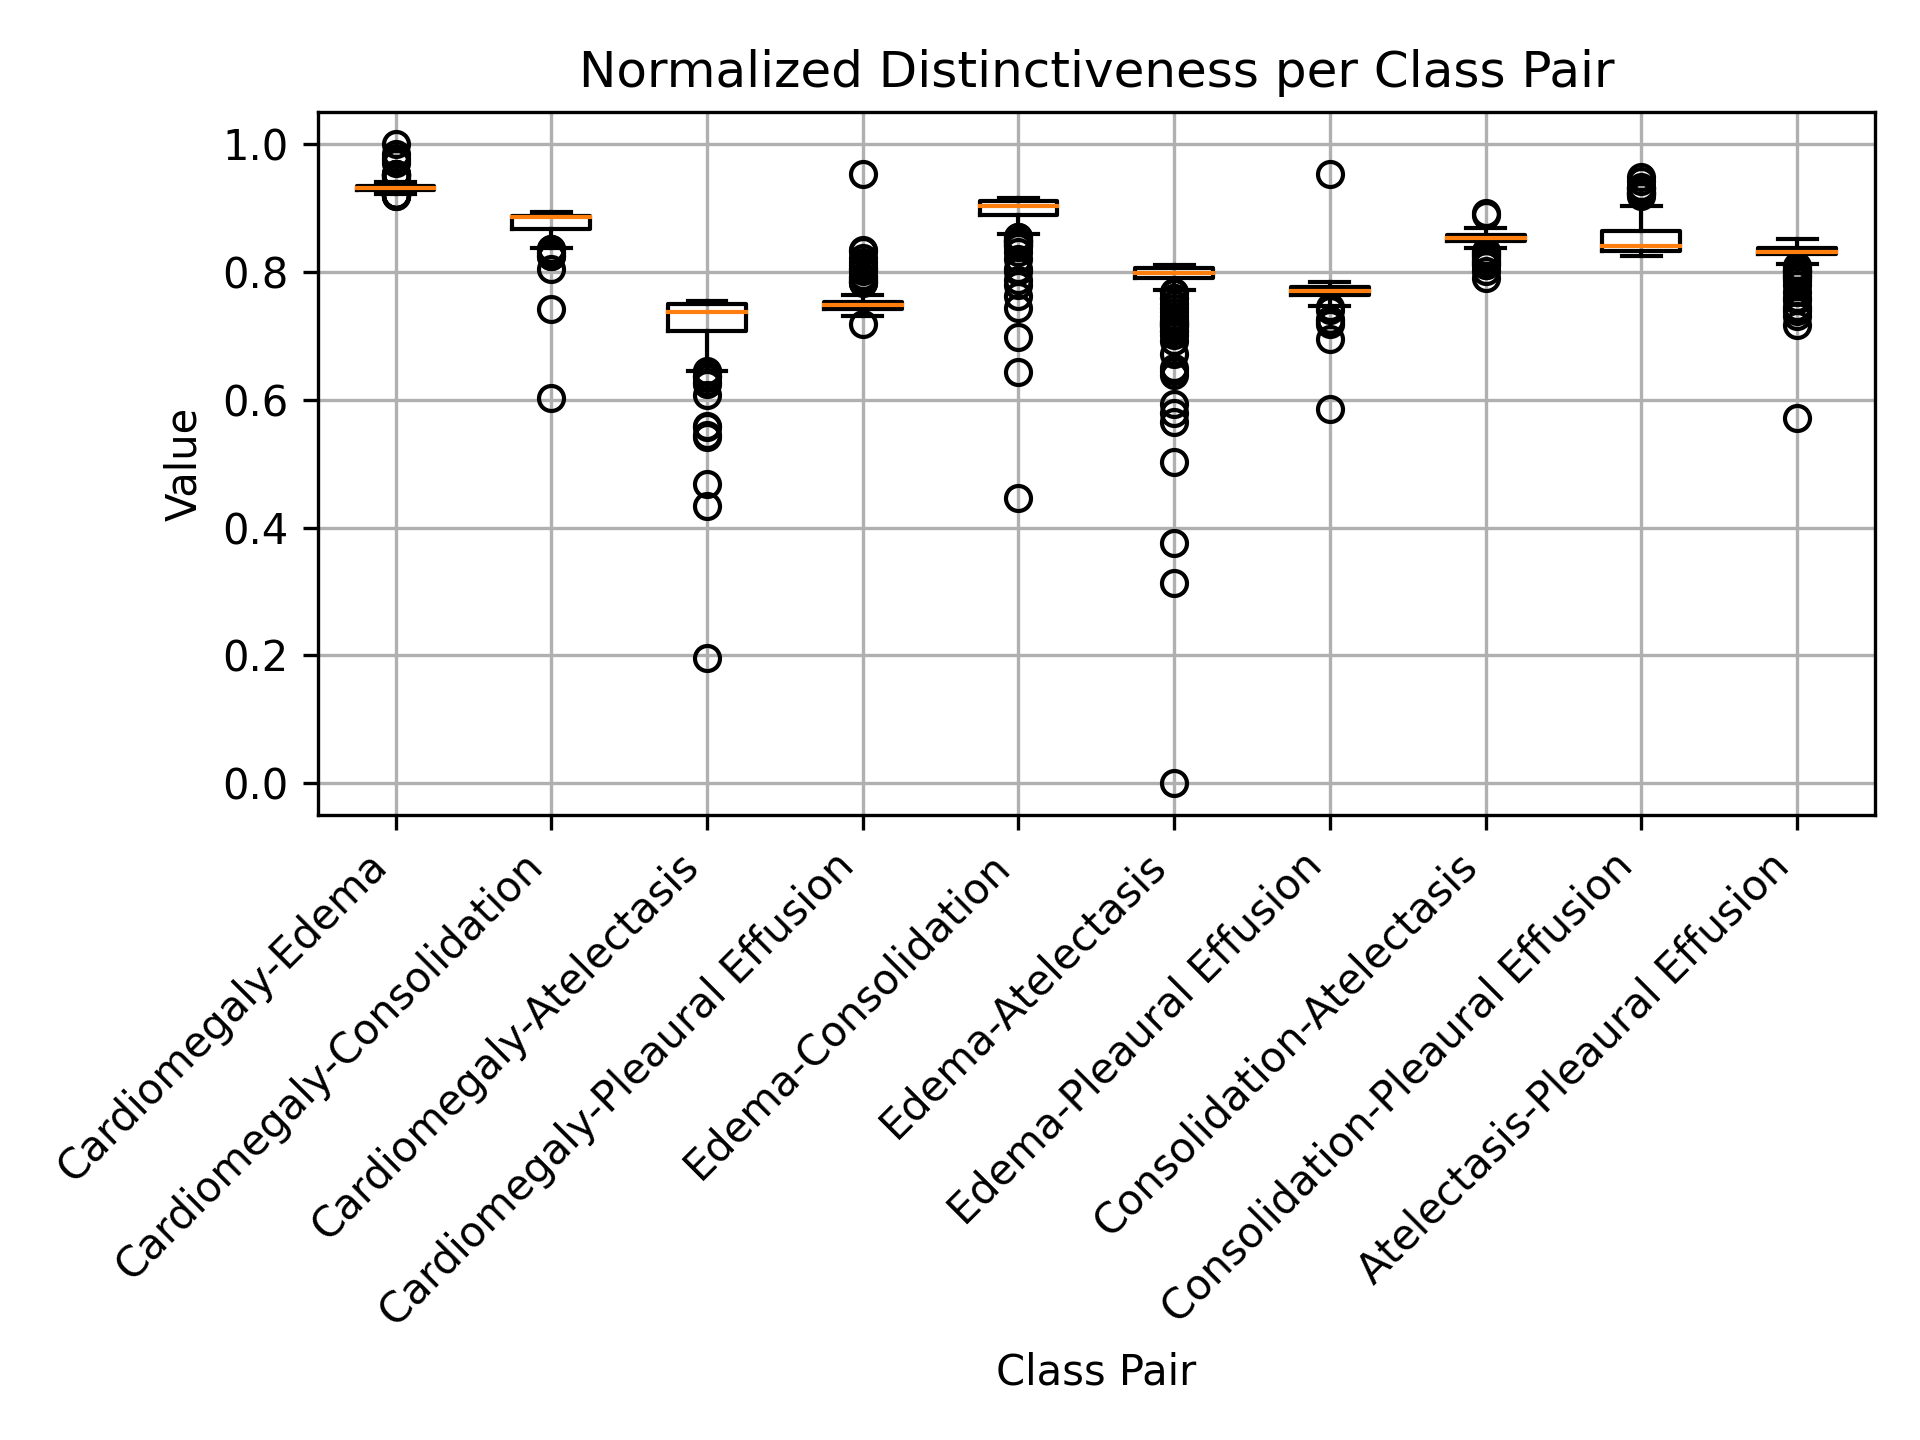 Normalized Distinctiveness per Class Pair
Value
1.0
0.8
0.6
0.4
0.2
0.0
Cardiomegaly-Edema
Cardiomegaly-Consolidation
Cardiomegaly-Atelectasis
Cardiomegaly-Pleaural Effusion
Edema-Consolidation
Edema-Atelectasis
Edema-Pleaural Effusion
Consolidation-Atelectasis
Consolidation-Pleaural Effusion
Atelectasis-Pleaural Effusion
Class Pair